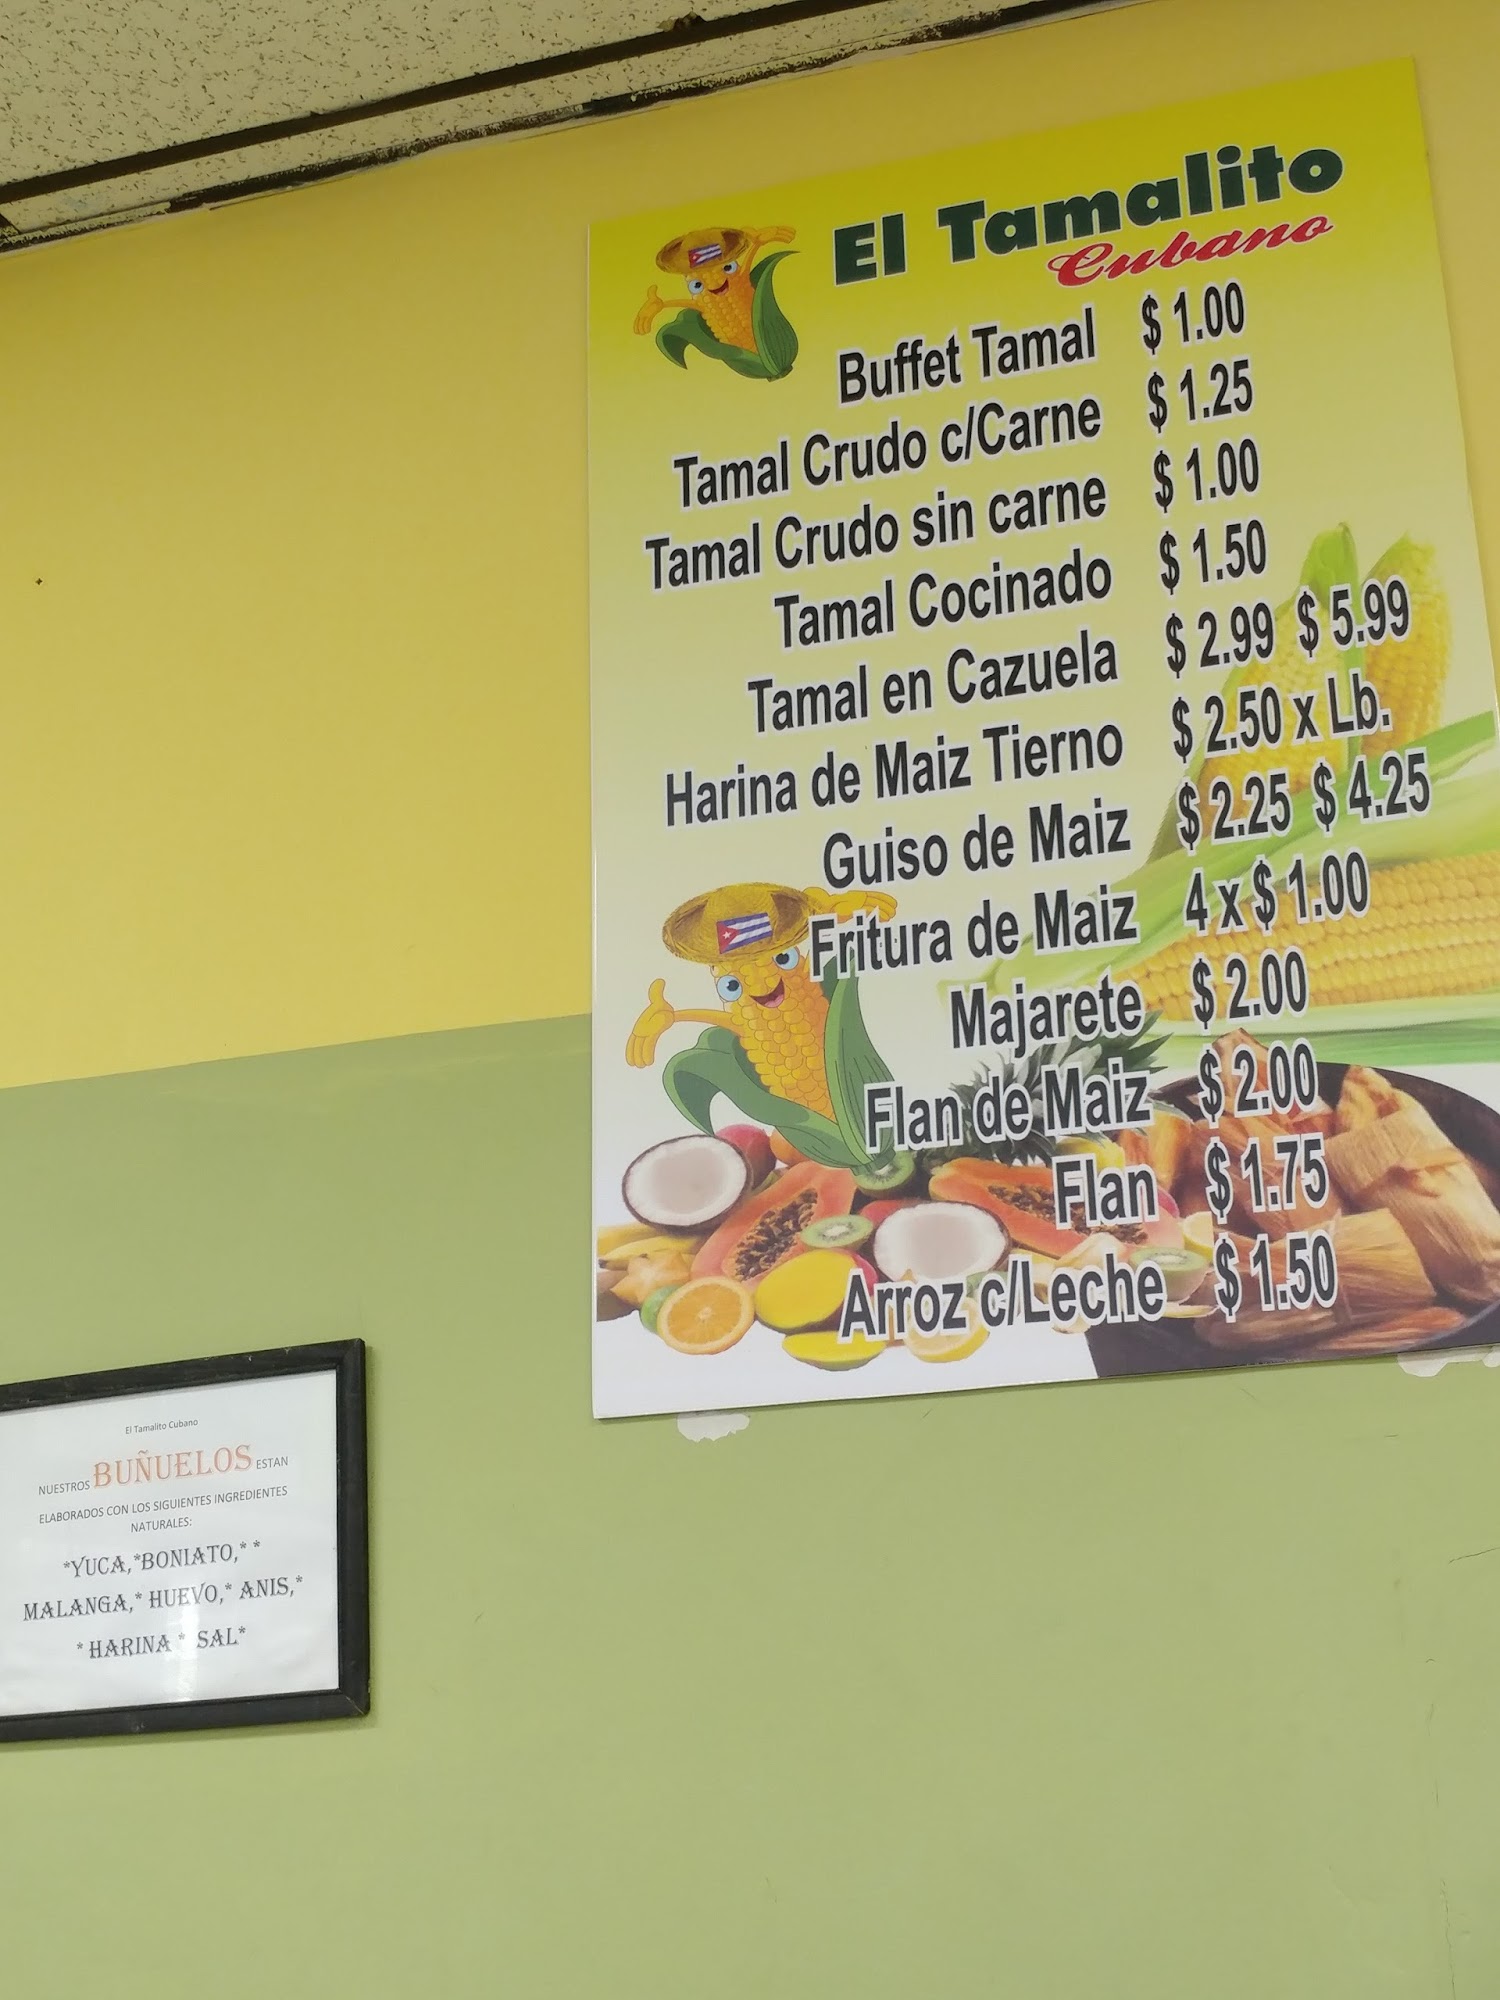 El Tamalito
Cubano
Buffet Tamal $ 1.00
Tamal Crudo c/Carne $ 1.25
Tamal Crudo sin carne $ 1.00
Tamal Cocinado $ 1.50
Tamal en Cazuela $ 2.99 $ 5.99
Harina de Maiz Tierno $ 2.50 x Lb.
Guiso de Maiz $ 2.25 $ 4.25
Fritura de Maiz 4 x $ 1.00
Majarete $ 2.00
Flan de Maiz $ 2.00
Flan $ 1.75
Arroz c/Leche $ 1.50
El Tamalito Cubano
NUESTROS BUÑUELOS ESTAN
ELABORADOS CON LOS SIGUIENTES INGREDIENTES
NATURALES:
*YUCA,*BONIATO,* *
MALANGA,* HUEVO,* ANIS,*
* HARINA * SAL*